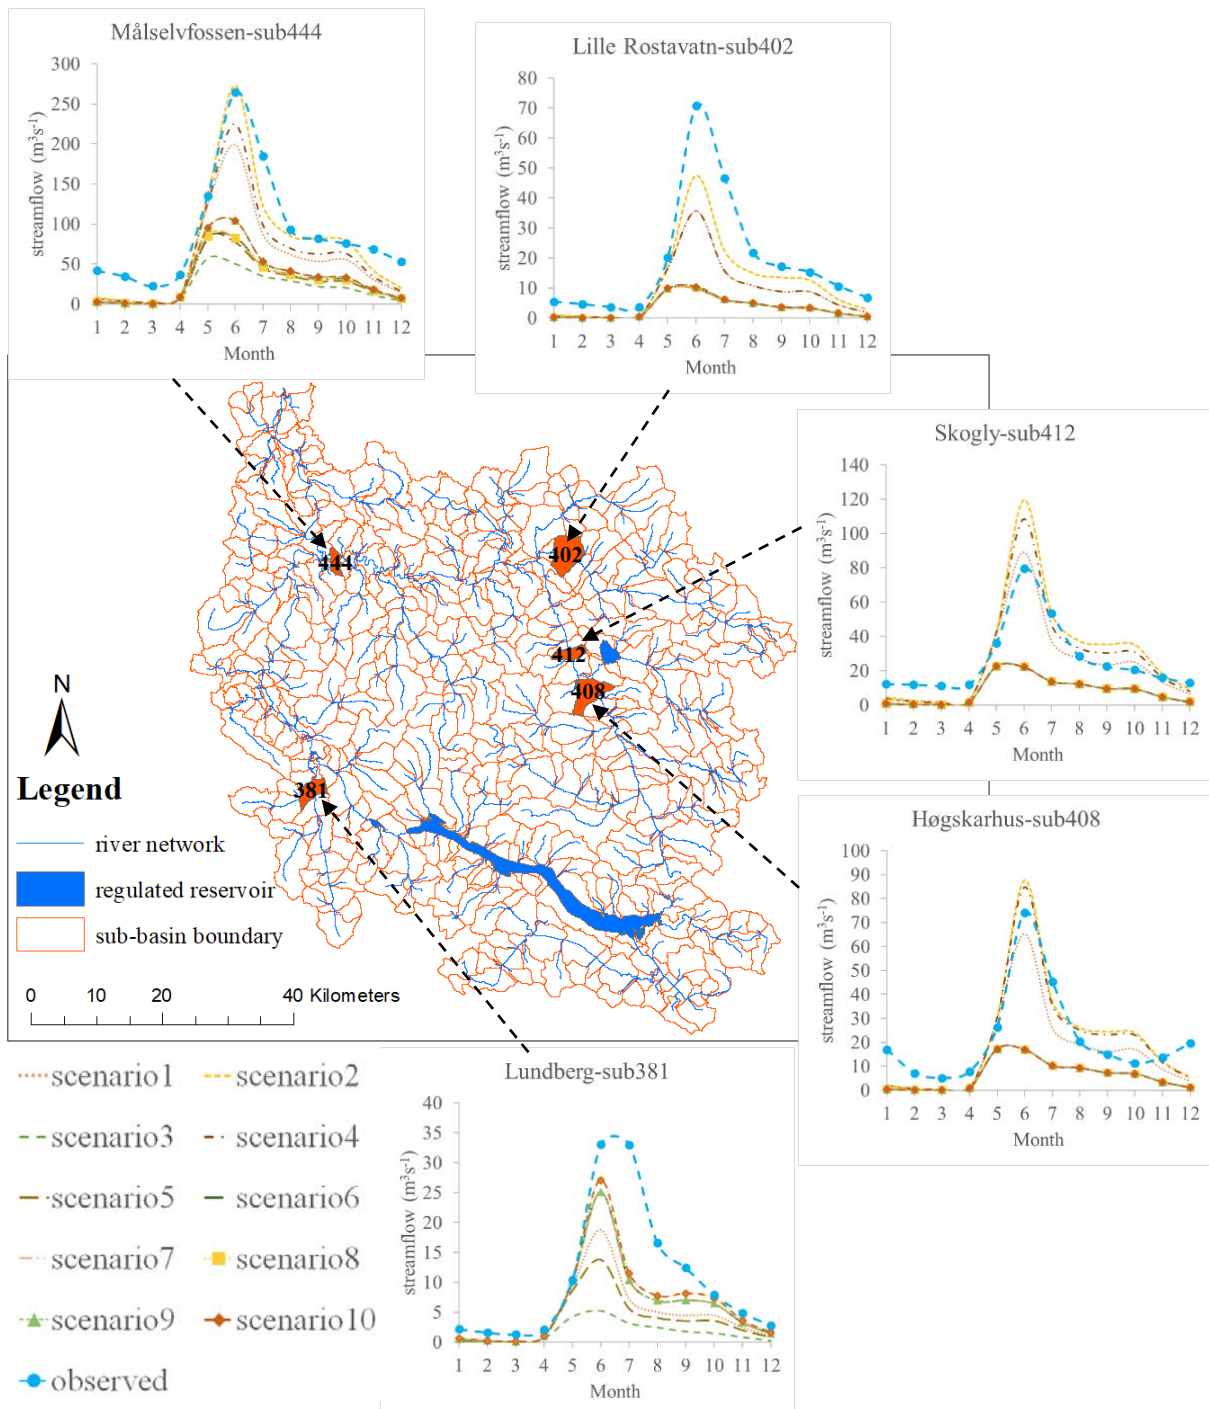 Målselvfossen-sub444
streamflow (m³s⁻¹)
300
250
200
150
100
50
0
1 2 3 4 5 6 7 8 9 10 11 12
Month
Lille Rostavatn-sub402
streamflow (m³s⁻¹)
80
70
60
50
40
30
20
10
0
1 2 3 4 5 6 7 8 9 10 11 12
Month
Skogly-sub412
streamflow (m³s⁻¹)
140
120
100
80
60
40
20
0
1 2 3 4 5 6 7 8 9 10 11 12
Month
Høgskarhus-sub408
streamflow (m³s⁻¹)
100
90
80
70
60
50
40
30
20
10
0
1 2 3 4 5 6 7 8 9 10 11 12
Month
444
402
412
408
381
N
Legend
river network
regulated reservoir
sub-basin boundary
0 10 20 40 Kilometers
scenario1 scenario2
scenario3 scenario4
scenario5 scenario6
scenario7 scenario8
scenario9 scenario10
observed
Lundberg-sub381
streamflow (m³s⁻¹)
40
35
30
25
20
15
10
5
0
1 2 3 4 5 6 7 8 9 10 11 12
Month